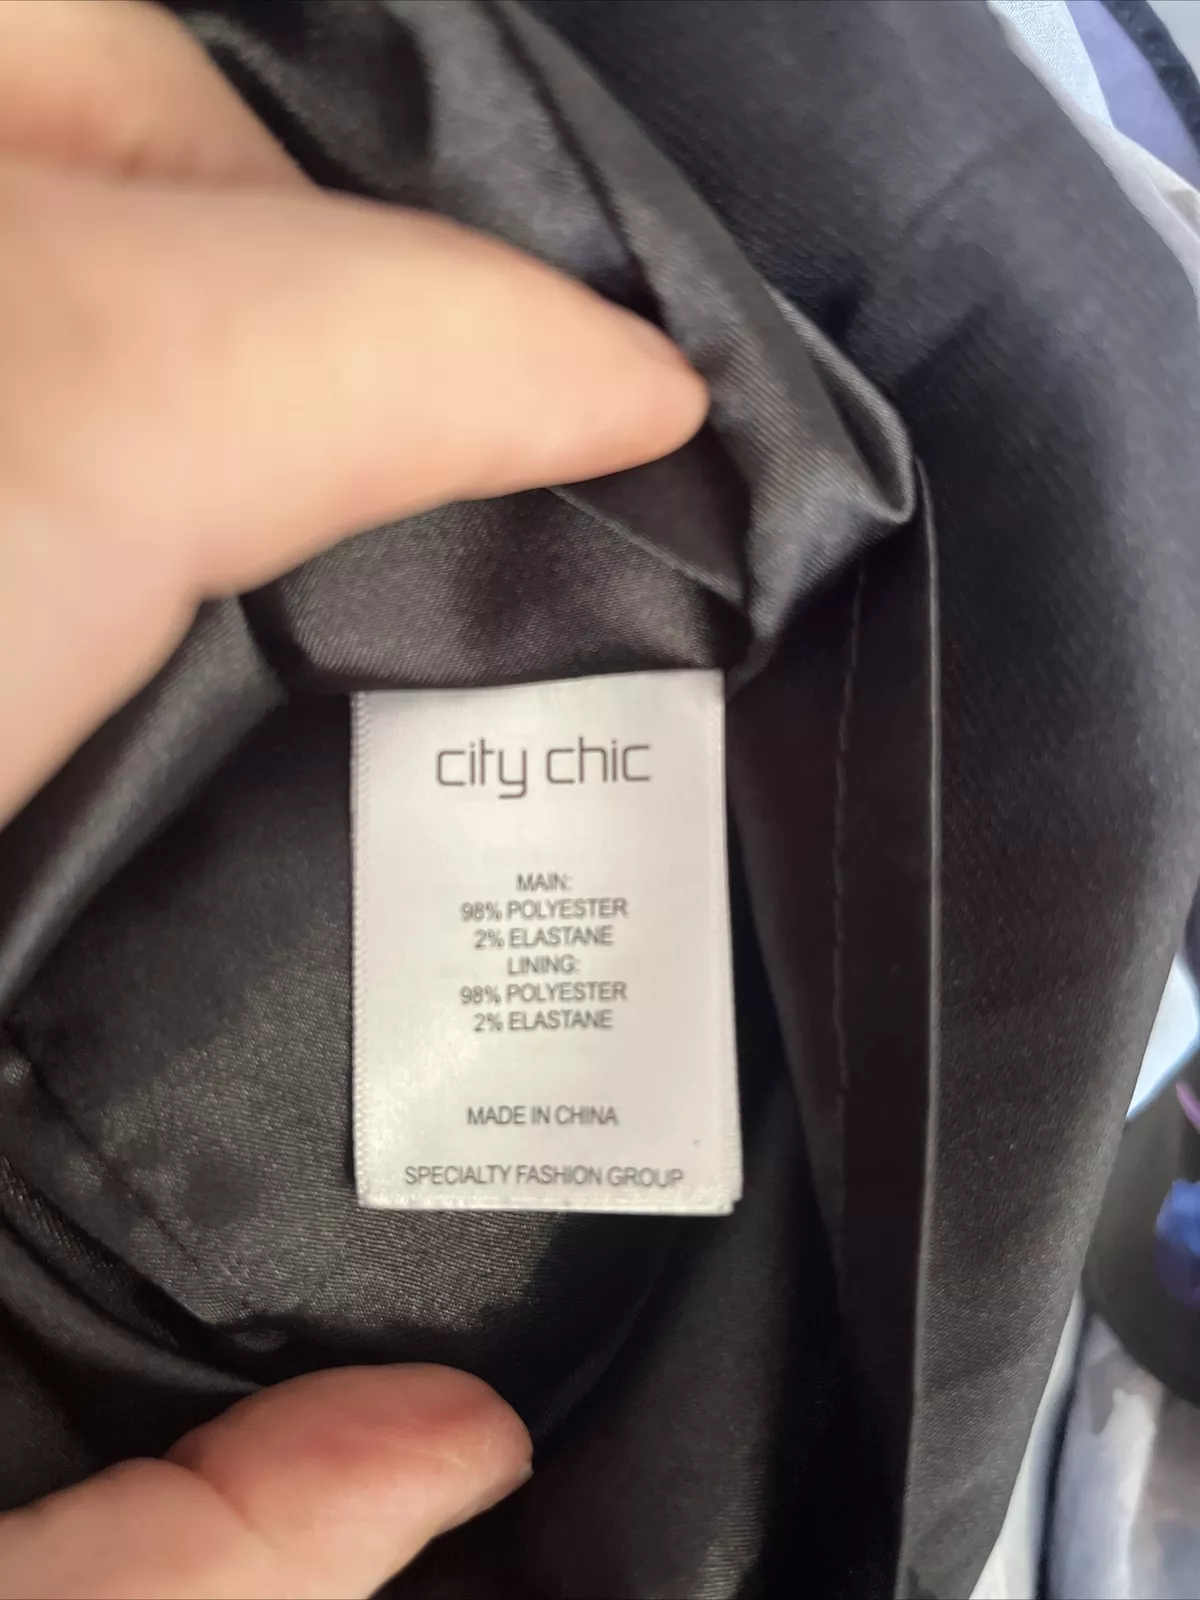 city chic
MAIN:
98% POLYESTER
2% ELASTANE
LINING:
98% POLYESTER
2% ELASTANE
MADE IN CHINA
SPECIALTY FASHION GROUP